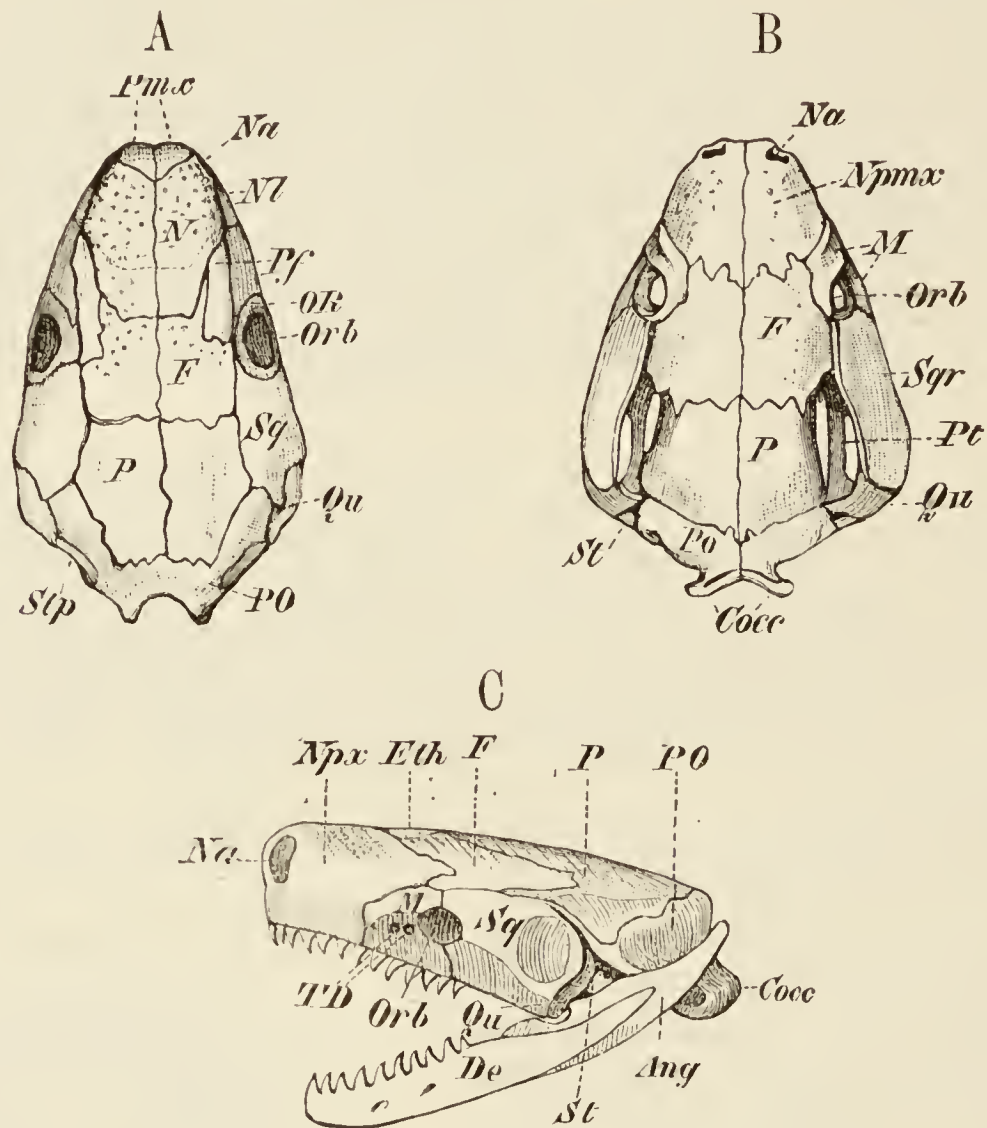 A
B
Pmx
Na
Nl
N
Pf
OR
Orb
F
Sq
P
Qu
Stp
PO
Na
Npmx
M
Orb
F
Sqr
Pt
P
Qu
St
Po
Cocc
C
Npx Eth F P PO
Na
M
Sq
TD Orb Qu
Cocc
De
Ang
St